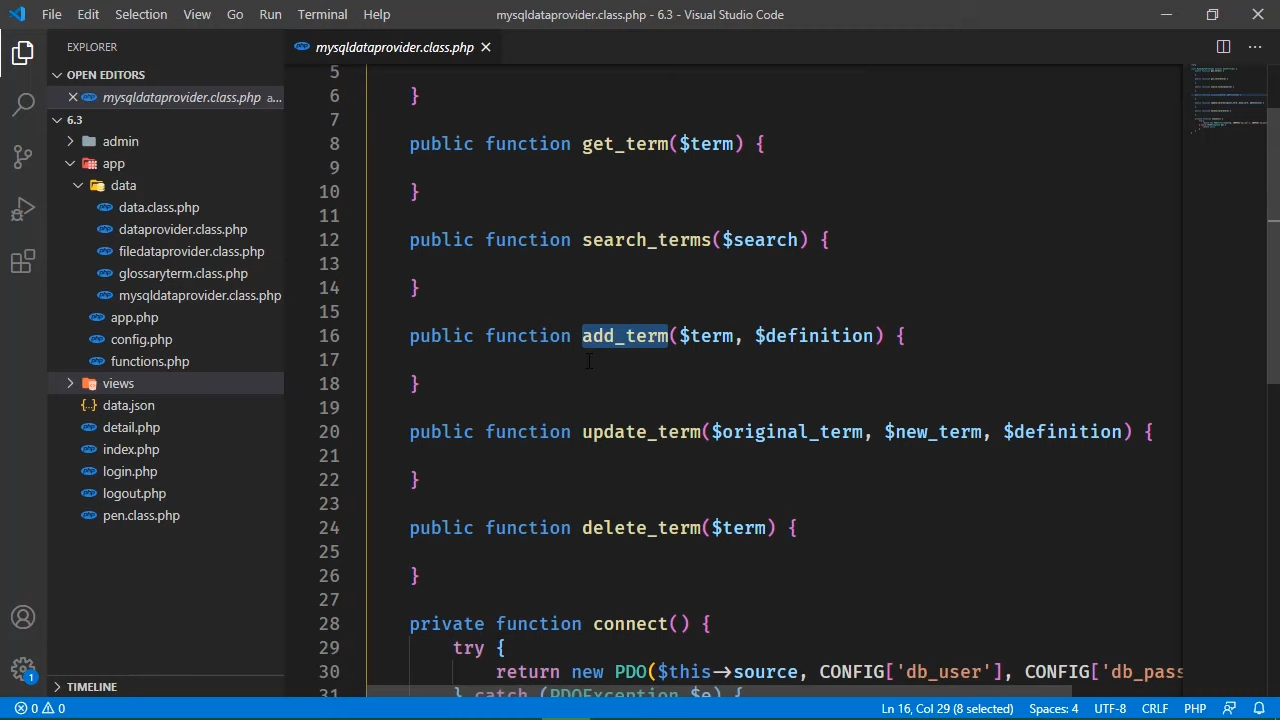 File Edit Selection View Go Run Terminal Help
mysqldataprovider.class.php - 6.3 - Visual Studio Code
EXPLORER
OPEN EDITORS
mysqldataprovider.class.php a...
6.3
admin
app
data
data.class.php
dataprovider.class.php
filedataprovider.class.php
glossaryterm.class.php
mysqldataprovider.class.php
app.php
config.php
functions.php
views
data.json
detail.php
index.php
login.php
logout.php
pen.class.php
TIMELINE
mysqldataprovider.class.php
5
6 }
7
8 public function get_term($term) {
9
10 }
11
12 public function search_terms($search) {
13
14 }
15
16 public function add_term($term, $definition) {
17
18 }
19
20 public function update_term($original_term, $new_term, $definition) {
21
22 }
23
24 public function delete_term($term) {
25
26 }
27
28 private function connect() {
29 try {
30 return new PDO($this->source, CONFIG['db_user'], CONFIG['db_pass
31 } catch (PDOException $e) {
1
0 0
Ln 16, Col 29 (8 selected) Spaces: 4 UTF-8 CRLF PHP